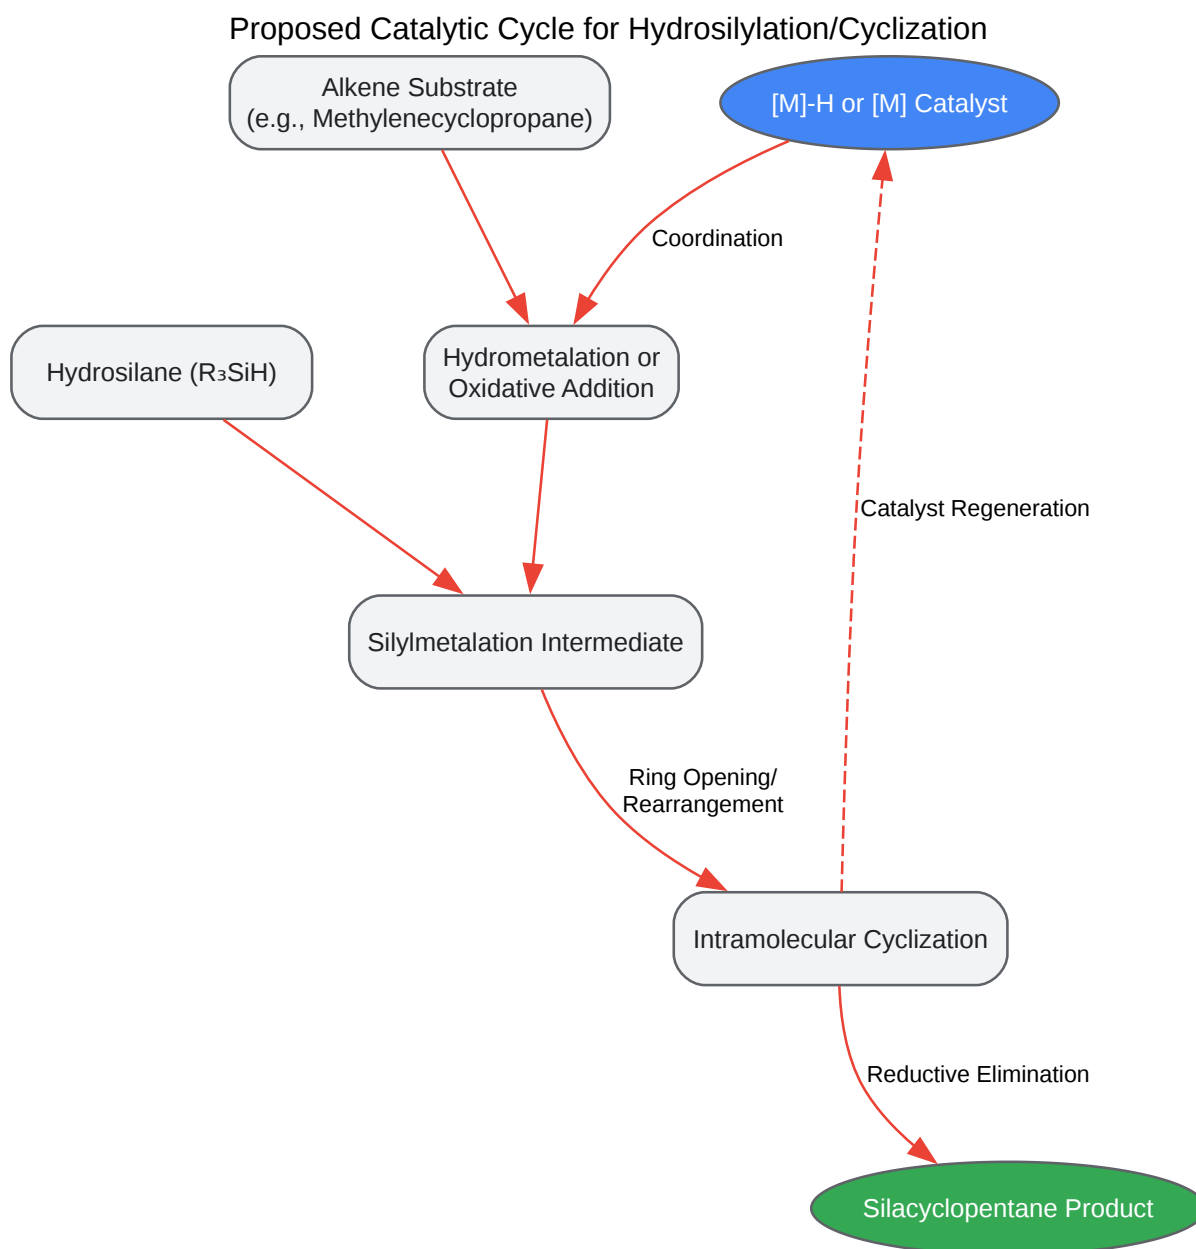 Proposed Catalytic Cycle for Hydrosilylation/Cyclization
Alkene Substrate
(e.g., Methylenecyclopropane)
[M]-H or [M] Catalyst
Coordination
Hydrosilane (R₃SiH)
Hydrometalation or
Oxidative Addition
Catalyst Regeneration
Silylmetalation Intermediate
Ring Opening/
Rearrangement
Intramolecular Cyclization
Reductive Elimination
Silacyclopentane Product